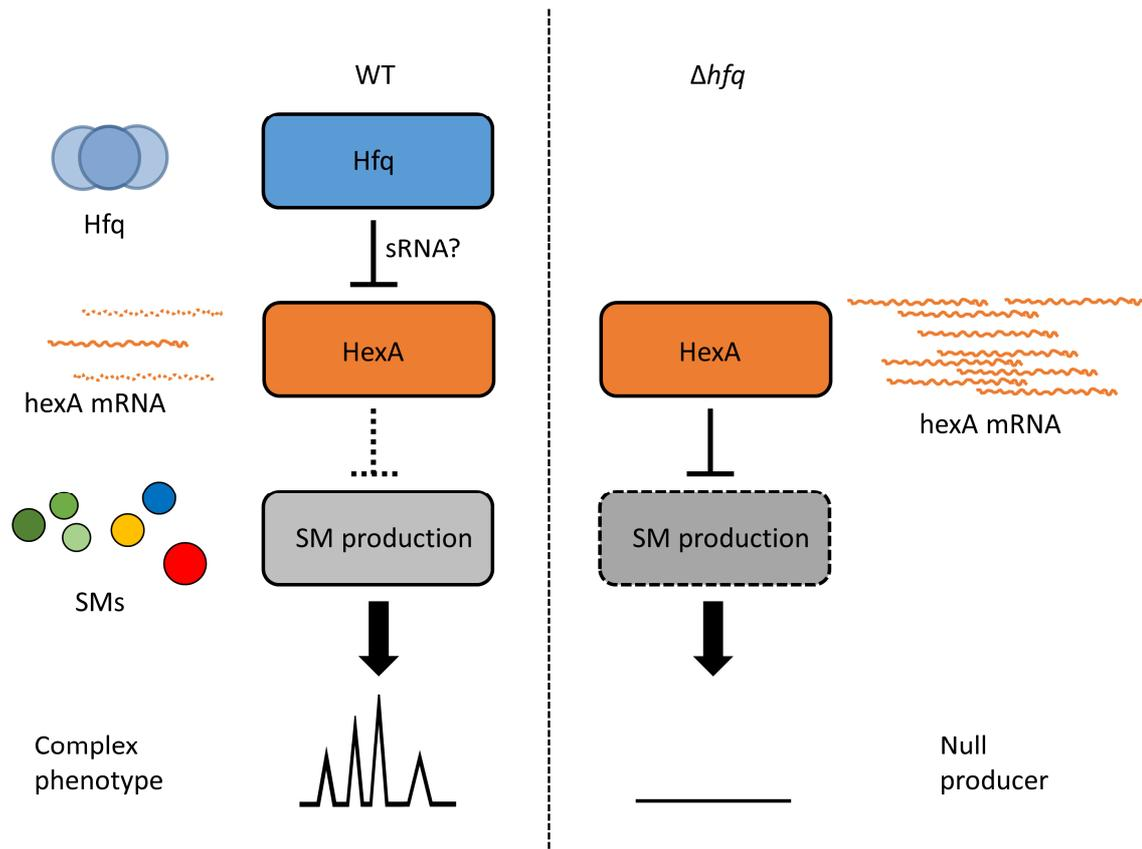 WT
Δhfq
Hfq
Hfq
sRNA?
HexA
HexA
hexA mRNA
hexA mRNA
SM production
SM production
SMs
Complex
phenotype
Null
producer